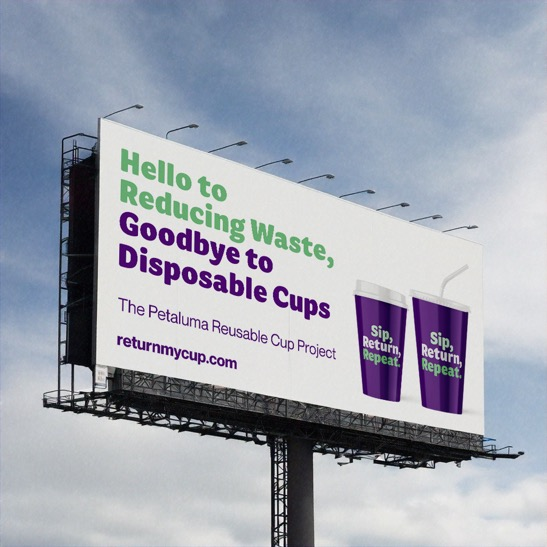 Hello to
Reducing Waste,
Goodbye to
Disposable Cups
The Petaluma Reusable Cup Project
returnmycup.com
Sip,
Return,
Repeat.
Sip,
Return,
Repeat.